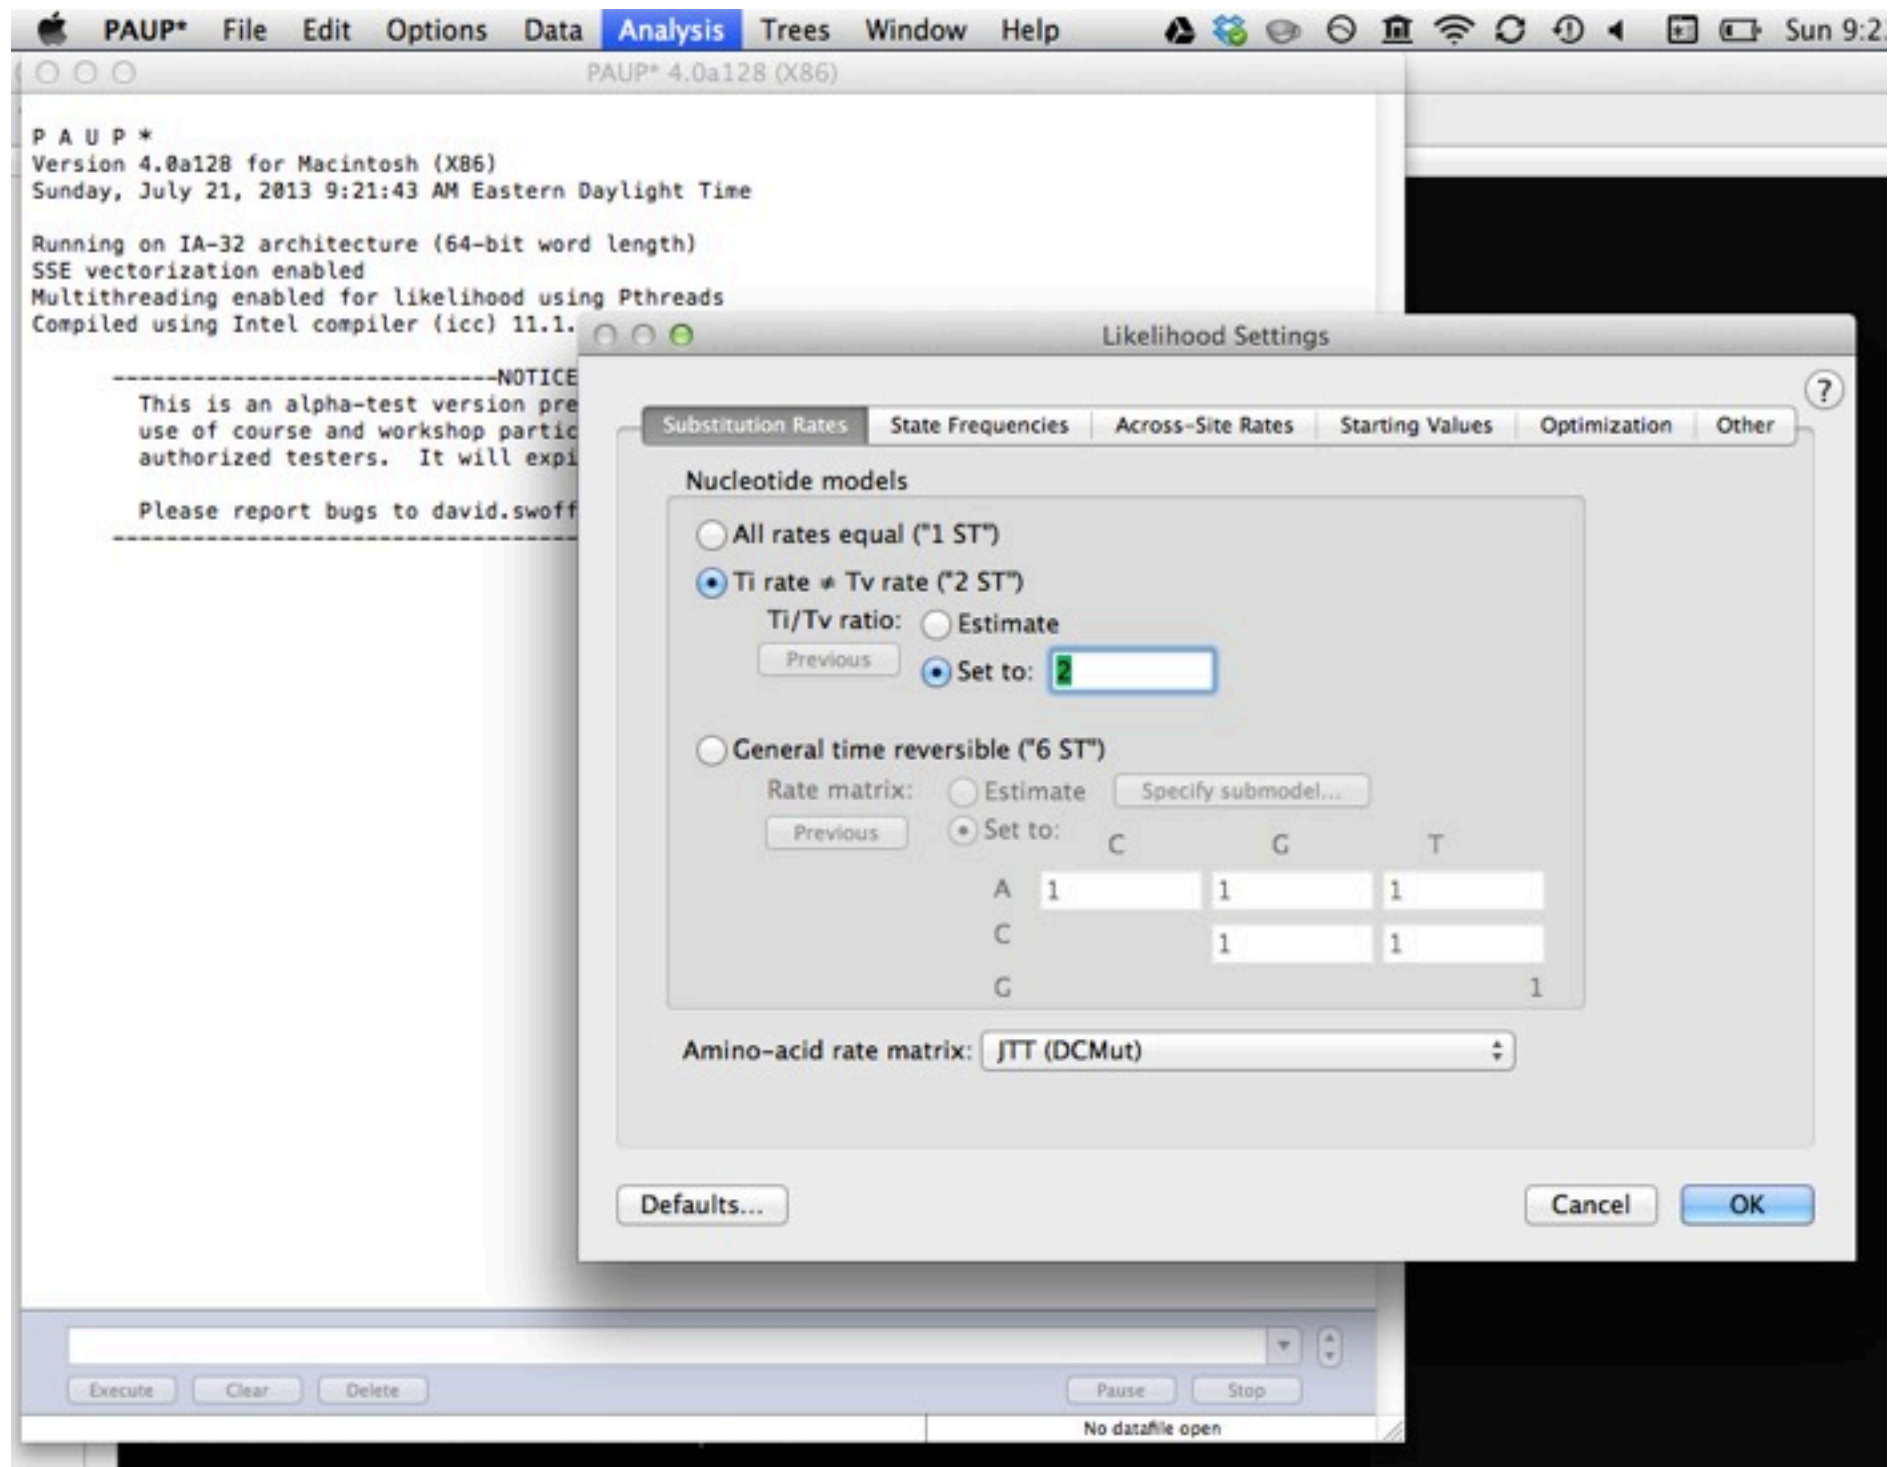 PAUP* File Edit Options Data Analysis Trees Window Help Sun 9:2
PAUP* 4.0a128 (X86)
P A U P *
Version 4.0a128 for Macintosh (X86)
Sunday, July 21, 2013 9:21:43 AM Eastern Daylight Time
Running on IA-32 architecture (64-bit word length)
SSE vectorization enabled
Multithreading enabled for likelihood using Pthreads
Compiled using Intel compiler (icc) 11.1.
-----------------------------NOTICE
This is an alpha-test version pre
use of course and workshop partic
authorized testers. It will expi
Please report bugs to david.swoff
-----------------------------------
Likelihood Settings
?
Substitution Rates State Frequencies Across-Site Rates Starting Values Optimization Other
Nucleotide models
All rates equal ("1 ST")
Ti rate ≠ Tv rate ("2 ST")
Ti/Tv ratio: Estimate
Previous Set to: 2
General time reversible ("6 ST")
Rate matrix: Estimate Specify submodel...
Previous Set to:
C G T
A 1 1 1
C 1 1
G 1
Amino-acid rate matrix: JTT (DCMut)
Defaults... Cancel OK
Execute Clear Delete Pause Stop
No datafile open